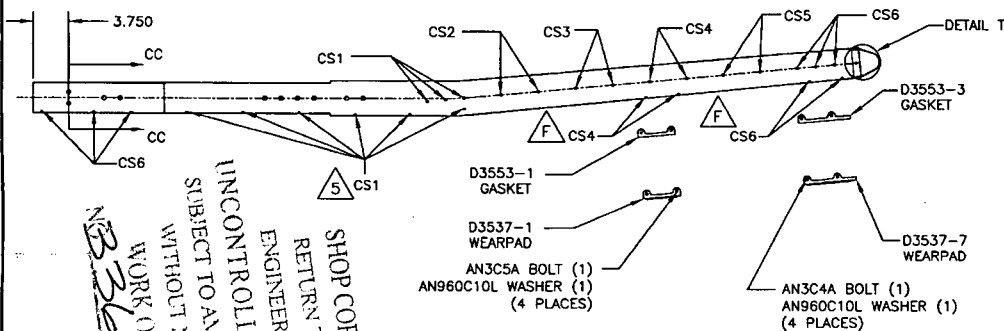 3.750
CC
CC
CS6
CS1
CS2
CS3
CS4
CS5
CS6
DETAIL T
D3553-3
GASKET
F
CS4
F
CS6
5
CS1
D3553-1
GASKET
D3537-1
WEARPAD
D3537-7
WEARPAD
AN3C5A BOLT (1)
AN960C10L WASHER (1)
(4 PLACES)
AN3C4A BOLT (1)
AN960C10L WASHER (1)
(4 PLACES)
SHOP COP
RETURN
ENGINEER
UNCONTROLL
SUBJECT TO AM
WITHOUT
WORK O